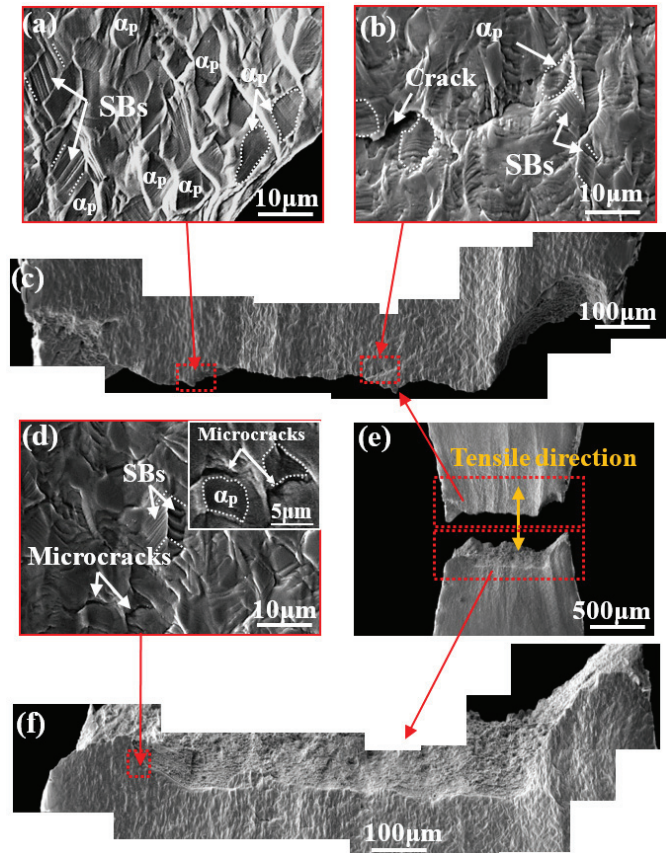 (a)
αp
αp
αp
SBs
αp
αp
αp
10μm
(b)
αp
Crack
SBs
10μm
(c)
100μm
(d)
SBs
Microcracks
Microcracks
αp
5μm
10μm
(e)
Tensile direction
500μm
(f)
100μm